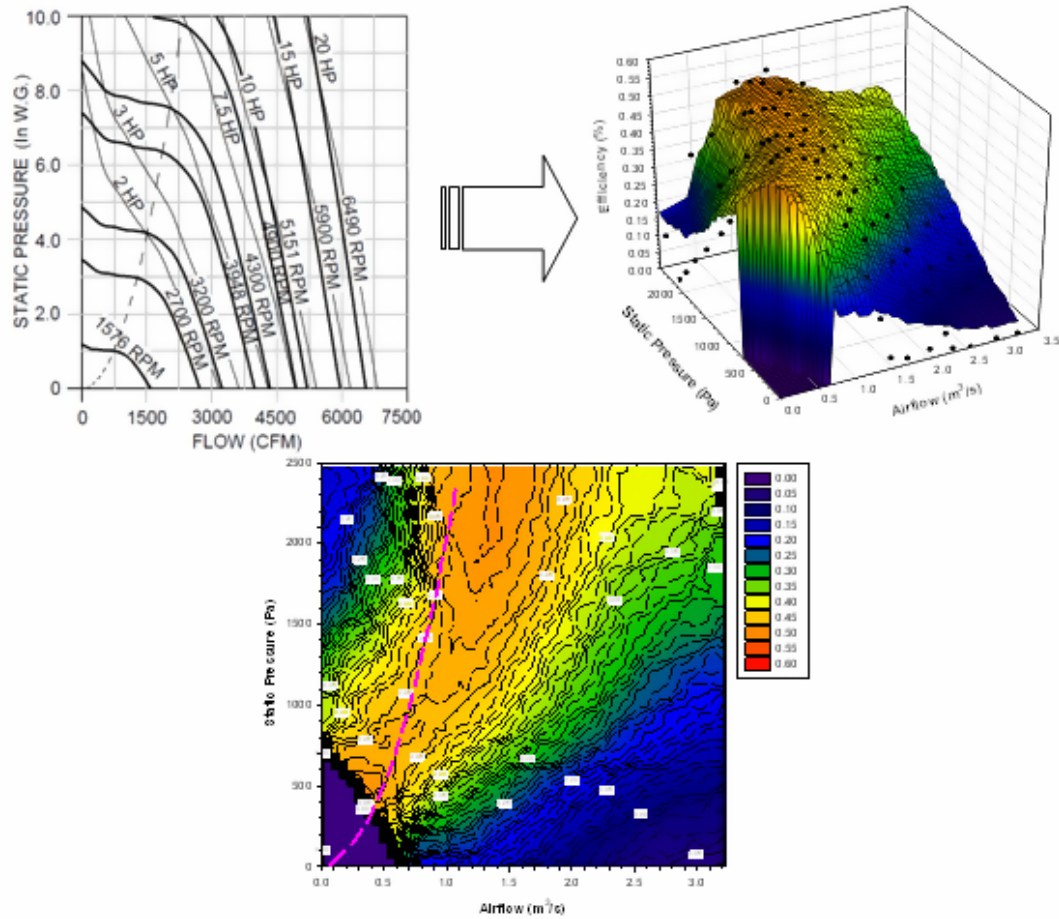 STATIC PRESSURE (In W.G.)
10.0
8.0
6.0
4.0
2.0
0
0
1500
3000
4500
6000
7500
FLOW (CFM)
2 HP
3 HP
5 HP
7.5 HP
10 HP
15 HP
20 HP
1576 RPM
2700 RPM
3200 RPM
3948 RPM
4300 RPM
4900 RPM
5151 RPM
5900 RPM
6490 RPM
Efficiency (%)
0.60
0.55
0.50
0.45
0.40
0.35
0.30
0.25
0.20
0.15
0.10
0.05
0.00
Static Pressure (Pa)
2000
1500
1000
500
0
Airflow (m³/s)
0.0
0.5
1.0
1.5
2.0
2.5
3.0
3.5
Static Pressure (Pa)
2500
2000
1500
1000
500
0
0.0
0.5
1.0
1.5
2.0
2.5
3.0
Airflow (m³/s)
0.00
0.05
0.10
0.15
0.20
0.25
0.30
0.35
0.40
0.45
0.50
0.55
0.60